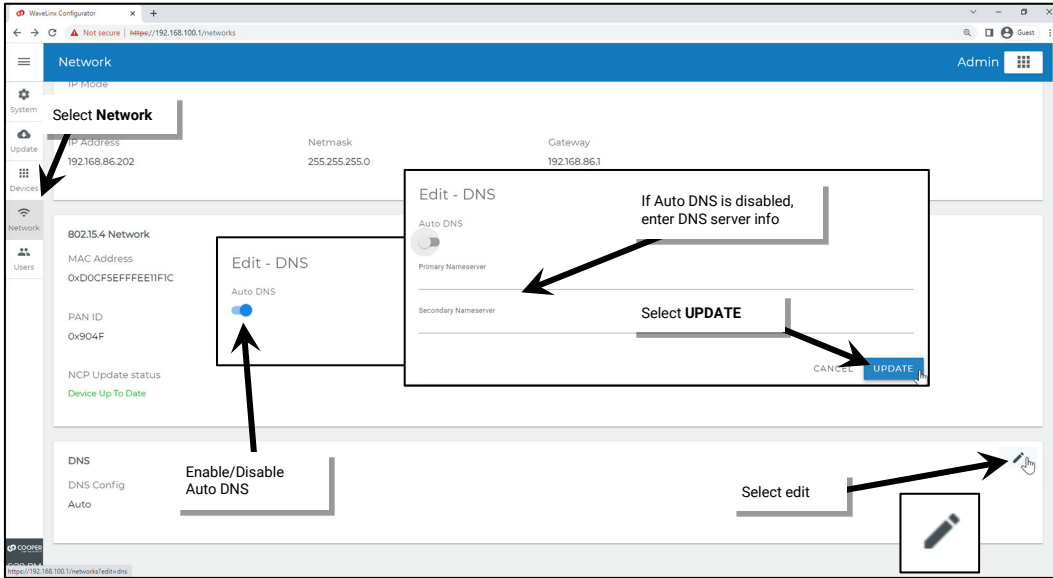 WaveLinx Configurator
Not secure | https://192.168.100.1/networks
Guest
Network
Admin
IP Mode
System
Select Network
Update
IP Address
Netmask
Gateway
192.168.86.202
255.255.255.0
192.168.86.1
Devices
Network
Users
802.15.4 Network
MAC Address
0xD0CF5EFFFEE11F1C
PAN ID
0x904F
NCP Update status
Device Up To Date
Edit - DNS
Auto DNS
Edit - DNS
Auto DNS
If Auto DNS is disabled,
enter DNS server info
Primary Nameserver
Secondary Nameserver
Select UPDATE
CANCEL
UPDATE
DNS
DNS Config
Auto
Enable/Disable
Auto DNS
Select edit
COOPER
https://192.168.100.1/networks?edit=dns